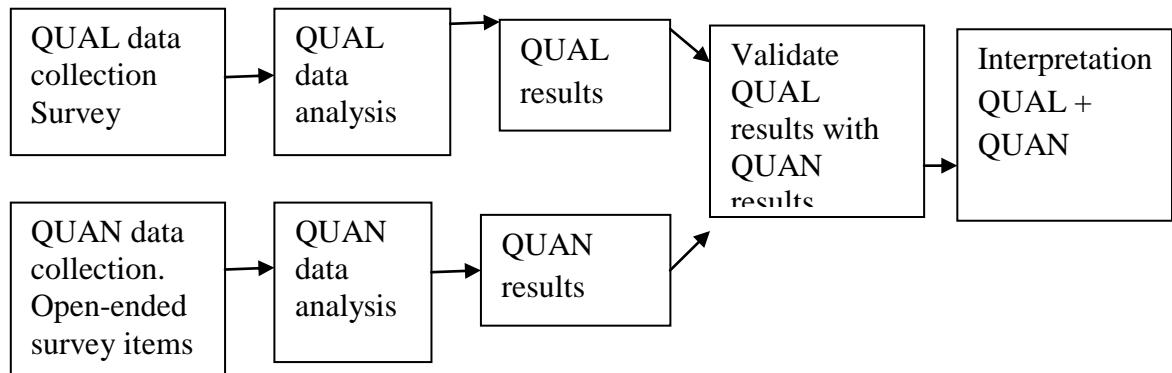 QUAL data
collection
Survey
QUAL
data
analysis
QUAL
results
Validate
QUAL
results with
QUAN
results
Interpretation
QUAL +
QUAN
QUAN data
collection.
Open-ended
survey items
QUAN
data
analysis
QUAN
results